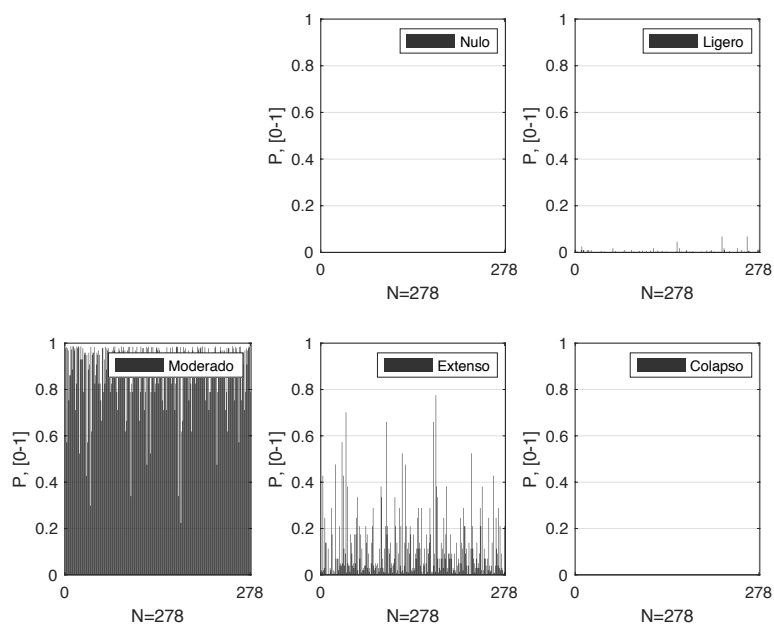 1
0.8
0.6
0.4
0.2
0
P, [0-1]
Nulo
0
278
N=278
1
0.8
0.6
0.4
0.2
0
P, [0-1]
Ligero
0
278
N=278
1
0.8
0.6
0.4
0.2
0
P, [0-1]
Moderado
0
278
N=278
1
0.8
0.6
0.4
0.2
0
P, [0-1]
Extenso
0
278
N=278
1
0.8
0.6
0.4
0.2
0
P, [0-1]
Colapso
0
278
N=278